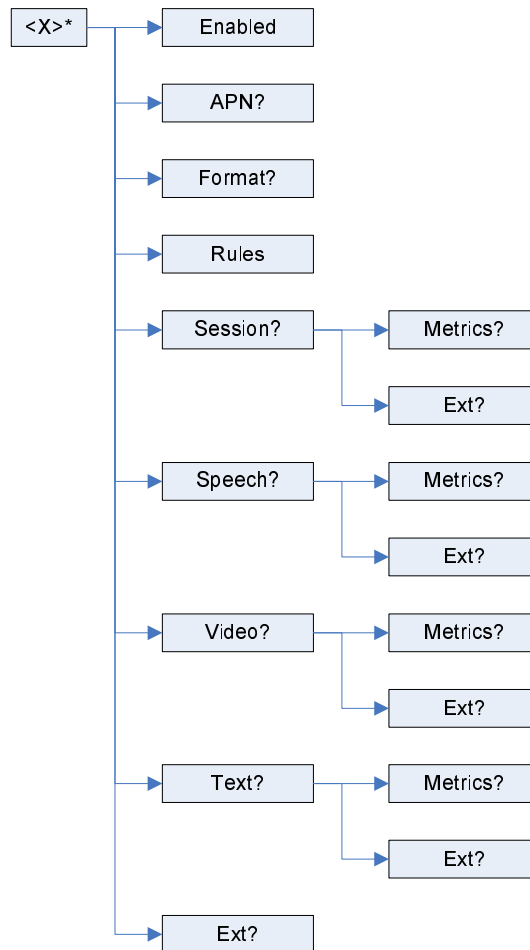 <X>*
Enabled
APN?
Format?
Rules
Session?
Metrics?
Ext?
Speech?
Metrics?
Ext?
Video?
Metrics?
Ext?
Text?
Metrics?
Ext?
Ext?